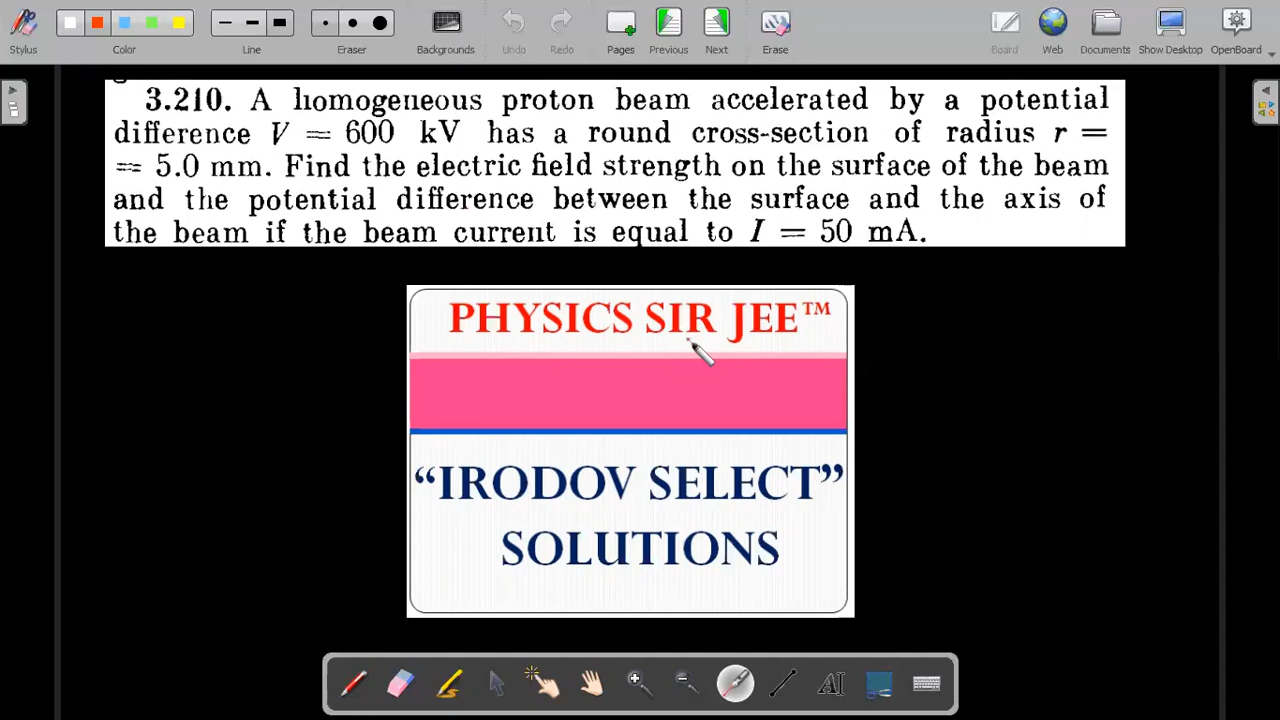 Stylus
Color
Line
Eraser
Backgrounds
Undo
Redo
Pages
Previous
Next
Erase
Board
Web
Documents
Show Desktop
OpenBoard
3.210. A homogeneous proton beam accelerated by a potential
difference V = 600 kV has a round cross-section of radius r =
= 5.0 mm. Find the electric field strength on the surface of the beam
and the potential difference between the surface and the axis of
the beam if the beam current is equal to I = 50 mA.
PHYSICS SIR JEE™
“IRODOV SELECT”
SOLUTIONS
AI